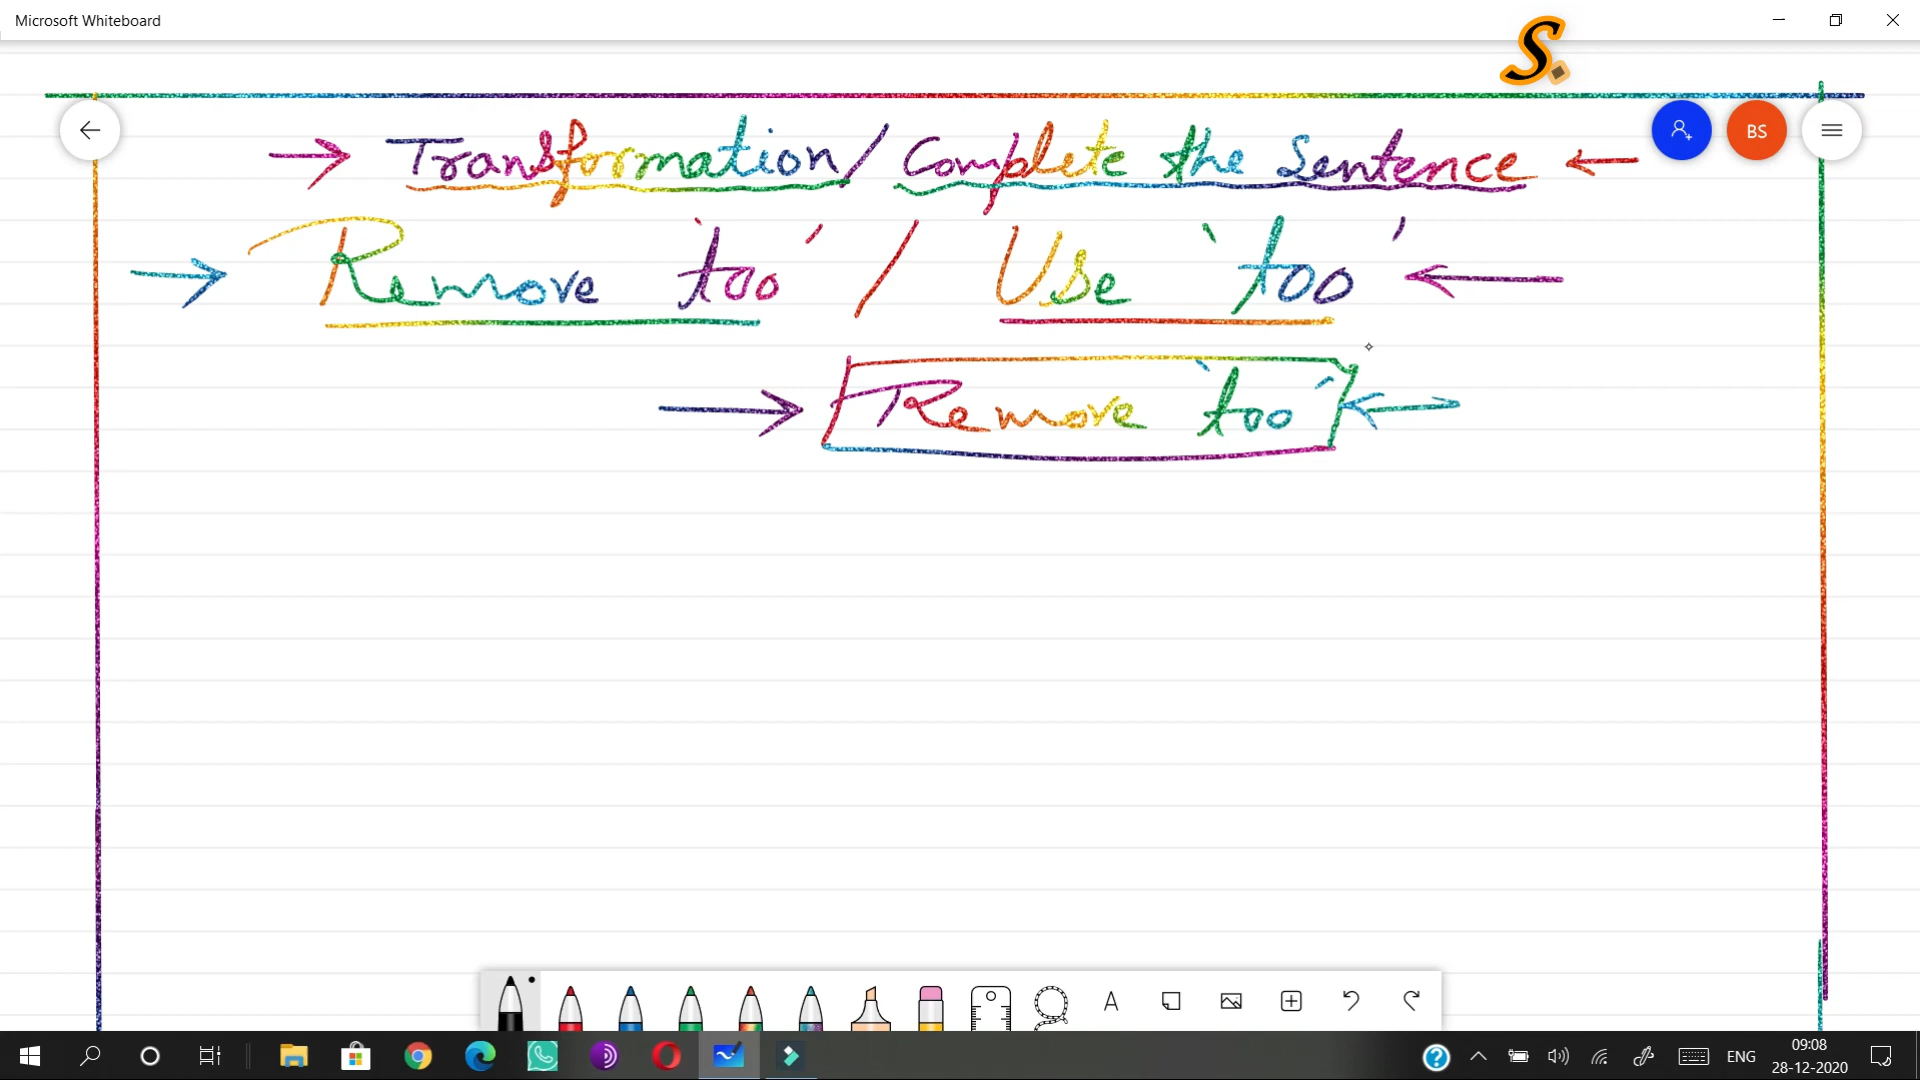 Microsoft Whiteboard
S.
→ Transformation / Complete the Sentence ←
BS
→ Remove 'too' / Use 'too' ←
→ Remove 'too' ←
A
ENG
09:08
28-12-2020